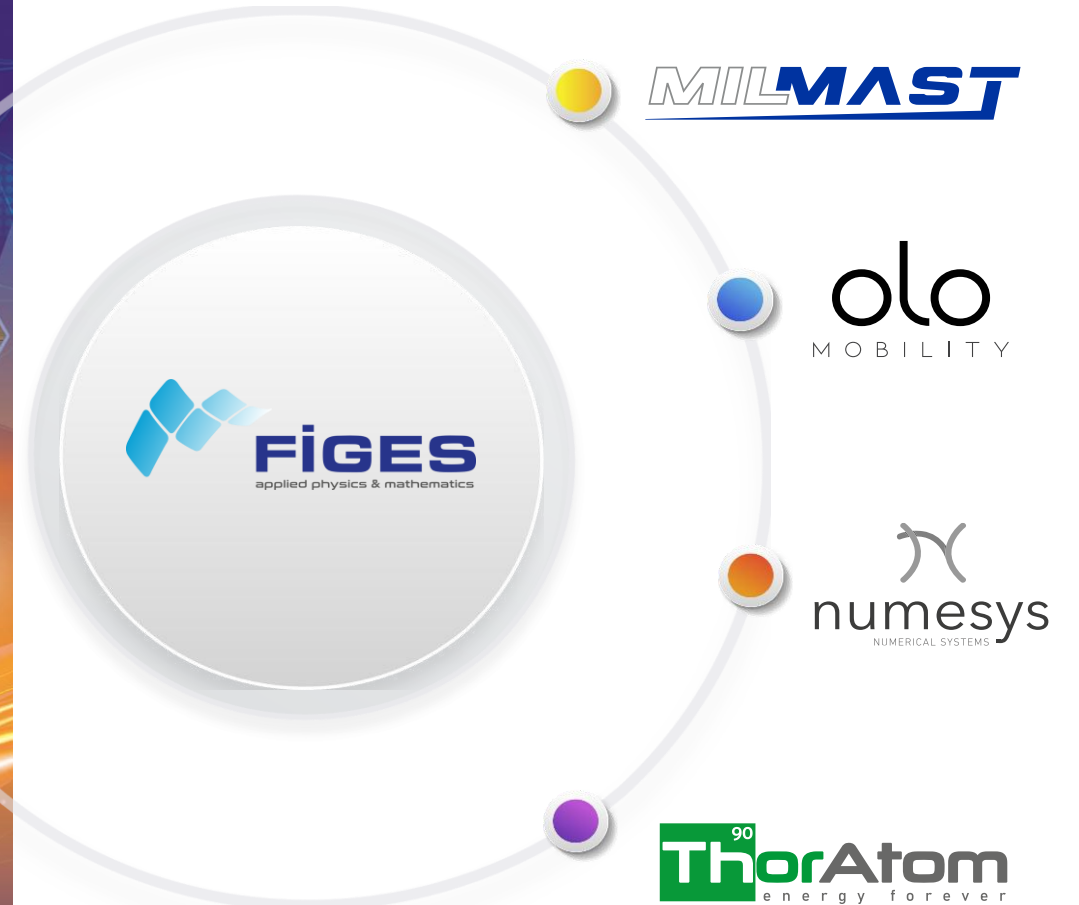 MILMAST
olo
MOBILITY
FİGES
applied physics & mathematics
numesys
NUMERICAL SYSTEMS
90
ThorAtom
energy forever